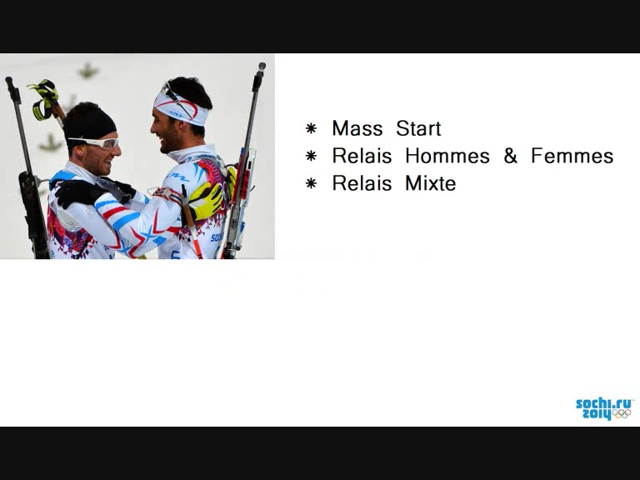 * Mass Start
* Relais Hommes & Femmes
* Relais Mixte
sochi.ru
2014